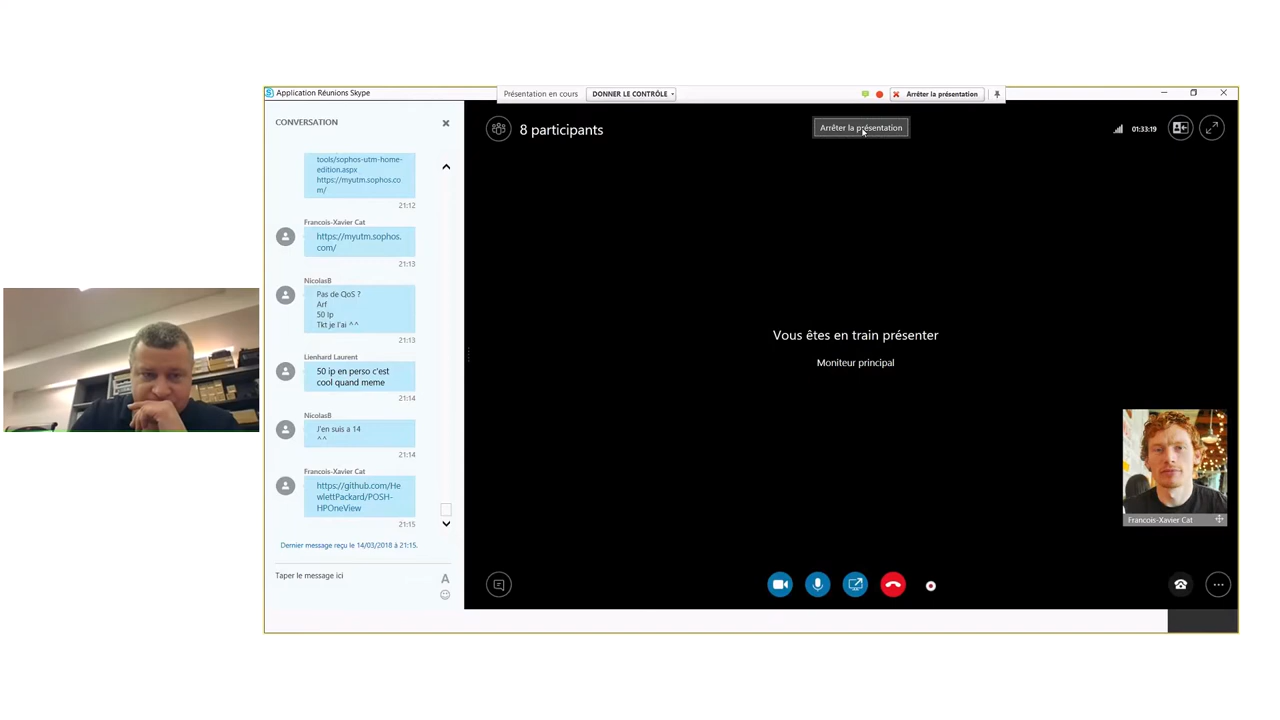 Application Réunions Skype
Présentation en cours
DONNER LE CONTRÔLE
Arrêter la présentation
CONVERSATION
8 participants
Arrêter la présentation
01:33:19
tools/sophos-utm-home-
edition.aspx
https://myutm.sophos.co
m/
21:12
Francois-Xavier Cat
https://myutm.sophos.
com/
21:13
NicolasB
Pas de QoS ?
Arf
50 Ip
Tkt je l'ai ^^
21:13
Lienhard Laurent
50 ip en perso c'est
cool quand meme
21:14
NicolasB
J'en suis a 14
^^
21:14
Francois-Xavier Cat
https://github.com/He
wlettPackard/POSH-
HPOneView
21:15
Dernier message reçu le 14/03/2018 à 21:15.
Taper le message ici
A
Vous êtes en train présenter
Moniteur principal
Francois-Xavier Cat